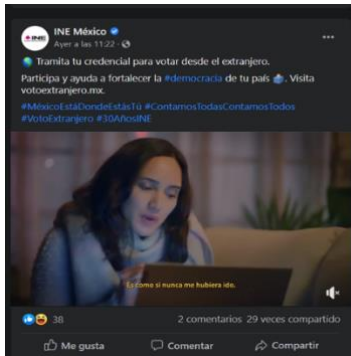 INE México
INE
Ayer a las 11:22
Tramita tu credencial para votar desde el extranjero.
Participa y ayuda a fortalecer la #democracia de tu país. Visita
votoextranjero.mx.
#MéxicoEstáDondeEstásTú #ContamosTodasContamosTodos
#VotoExtranjero #30AñosINE
Es como si nunca me hubiera ido.
38
2 comentarios 29 veces compartido
Me gusta
Comentar
Compartir